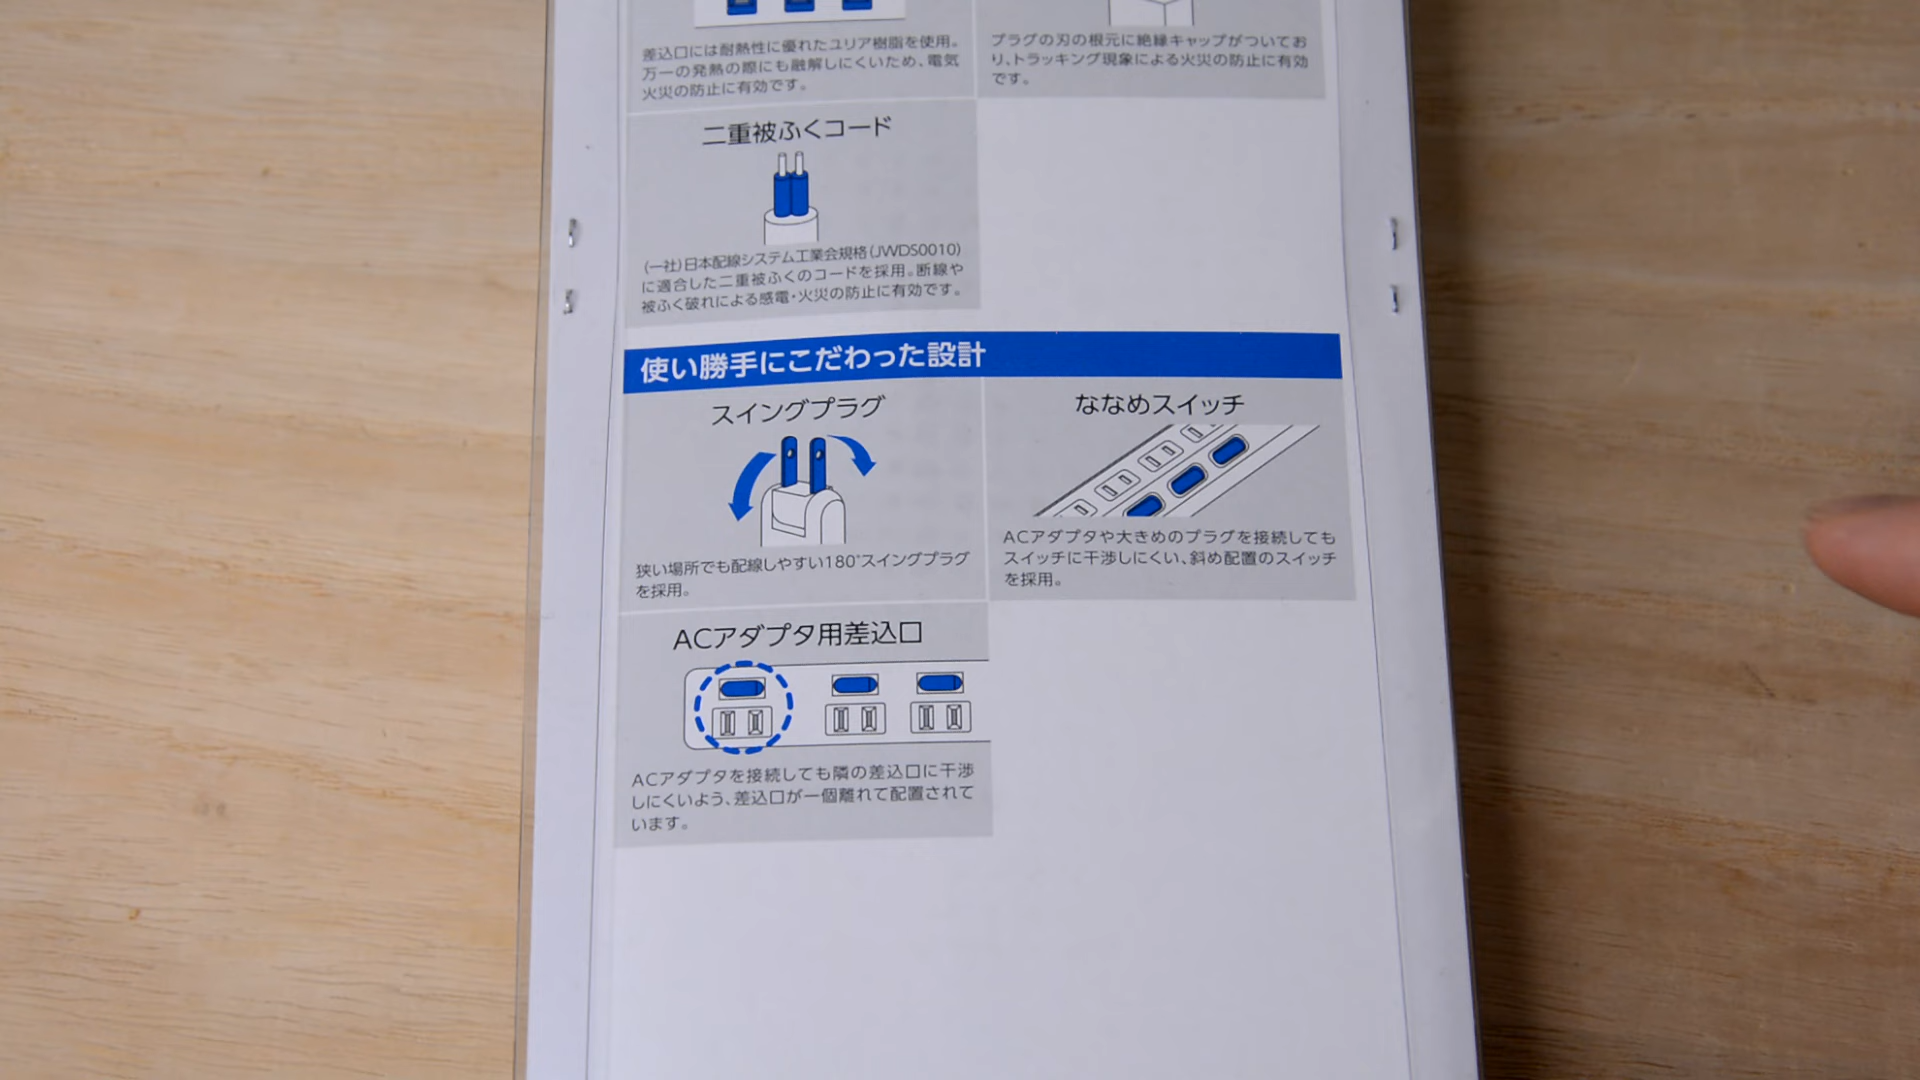 差込口には耐熱性に優れたユリア樹脂を使用。
万一の発熱の際にも融解しにくいため、電気
火災の防止に有効です。
プラグの刃の根元に絶縁キャップがついてお
り、トラッキング現象による火災の防止に有効
です。
二重被ふくコード
(一社)日本配線システム工業会規格(JWDS0010)
に適合した二重被ふくのコードを採用。断線や
被ふく破れによる感電・火災の防止に有効です。
使い勝手にこだわった設計
スイングプラグ
狭い場所でも配線しやすい180°スイングプラグ
を採用。
ななめスイッチ
ACアダプタや大きめのプラグを接続しても
スイッチに干渉しにくい、斜め配置のスイッチ
を採用。
ACアダプタ用差込口
ACアダプタを接続しても隣の差込口に干渉
しにくいよう、差込口が一個離れて配置されて
います。